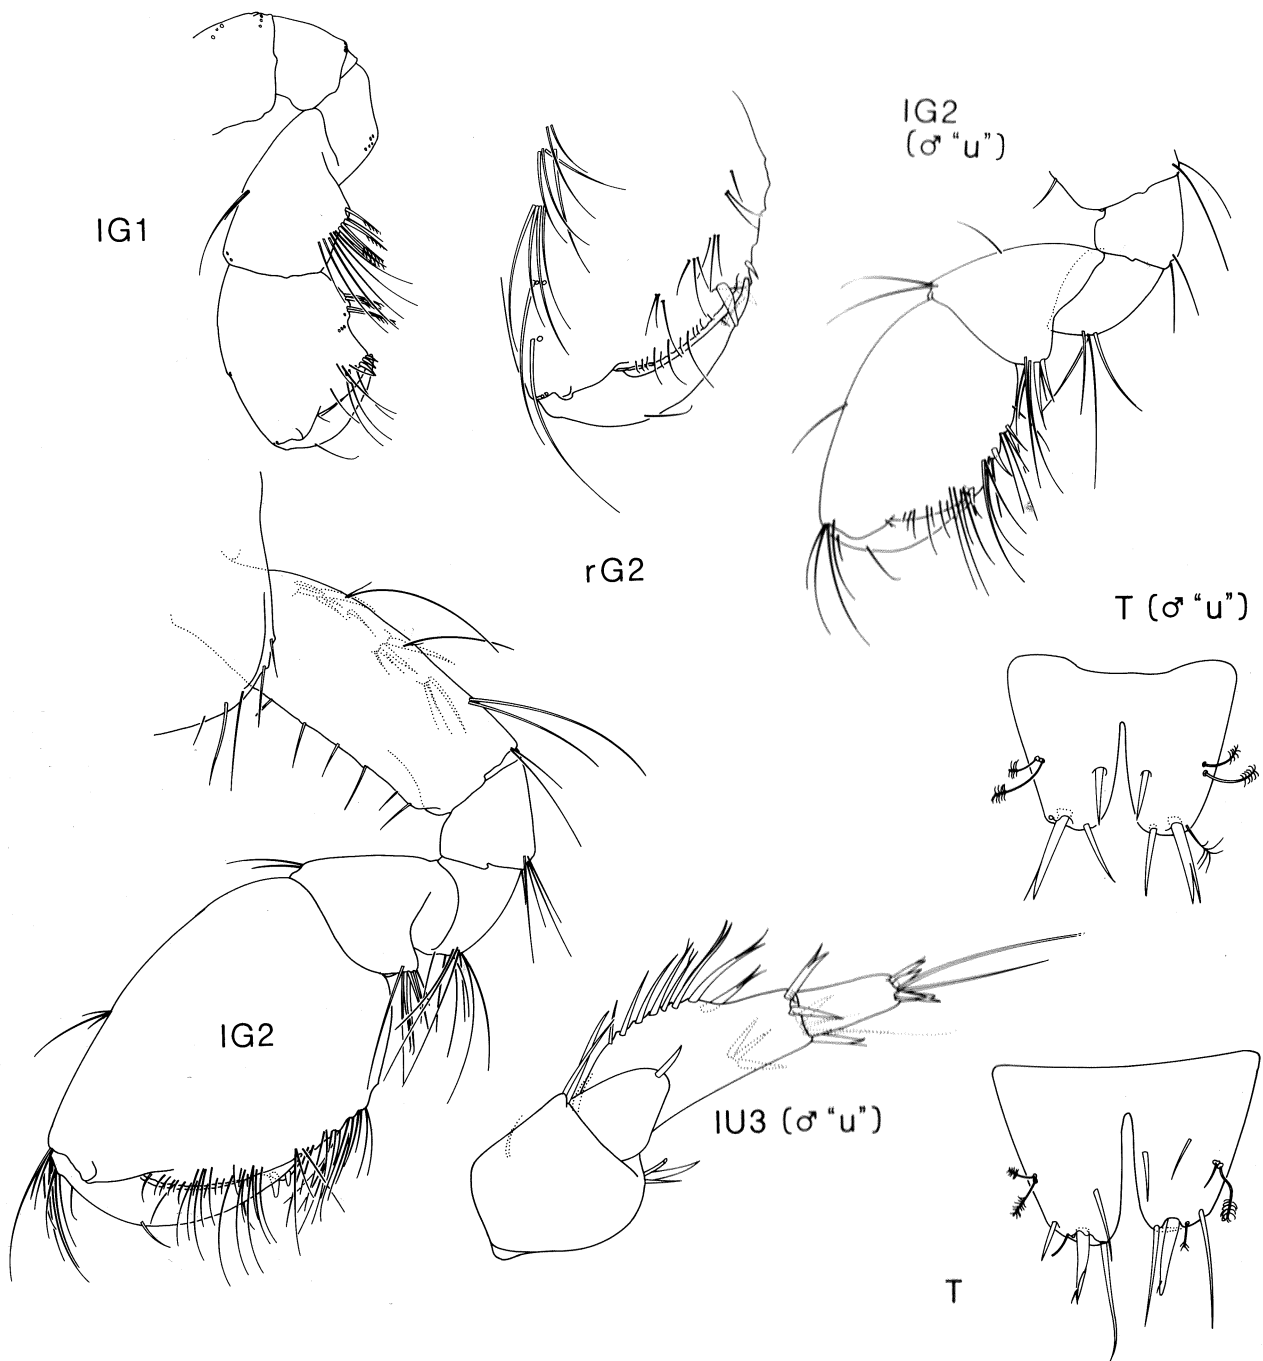 lG1
lG2
(♂ “u”)
rG2
T (♂ “u”)
lG2
lU3 (♂ “u”)
T